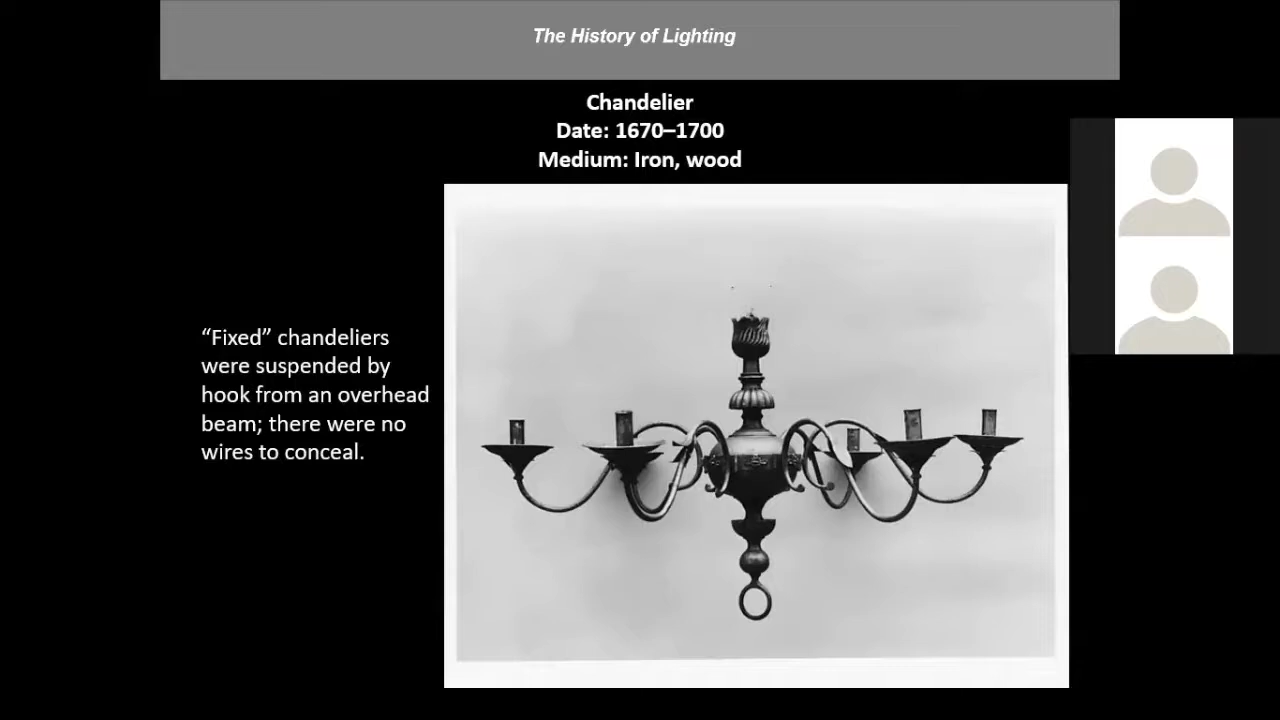 The History of Lighting
Chandelier
Date: 1670–1700
Medium: Iron, wood
“Fixed” chandeliers
were suspended by
hook from an overhead
beam; there were no
wires to conceal.